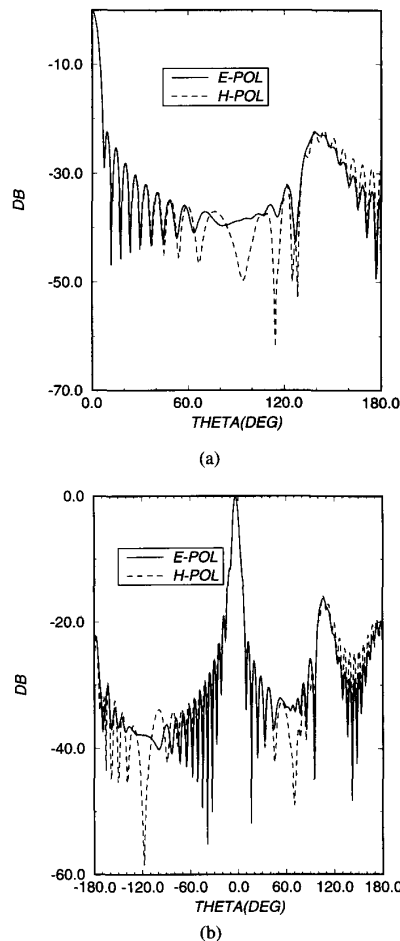 -10.0
E-POL
H-POL
-30.0
DB
-50.0
-70.0
0.0 60.0 120.0 180.0
THETA(DEG)
(a)
0.0
E-POL
H-POL
-20.0
DB
-40.0
-60.0
-180.0 -120.0 -60.0 0.0 60.0 120.0 180.0
THETA(DEG)
(b)